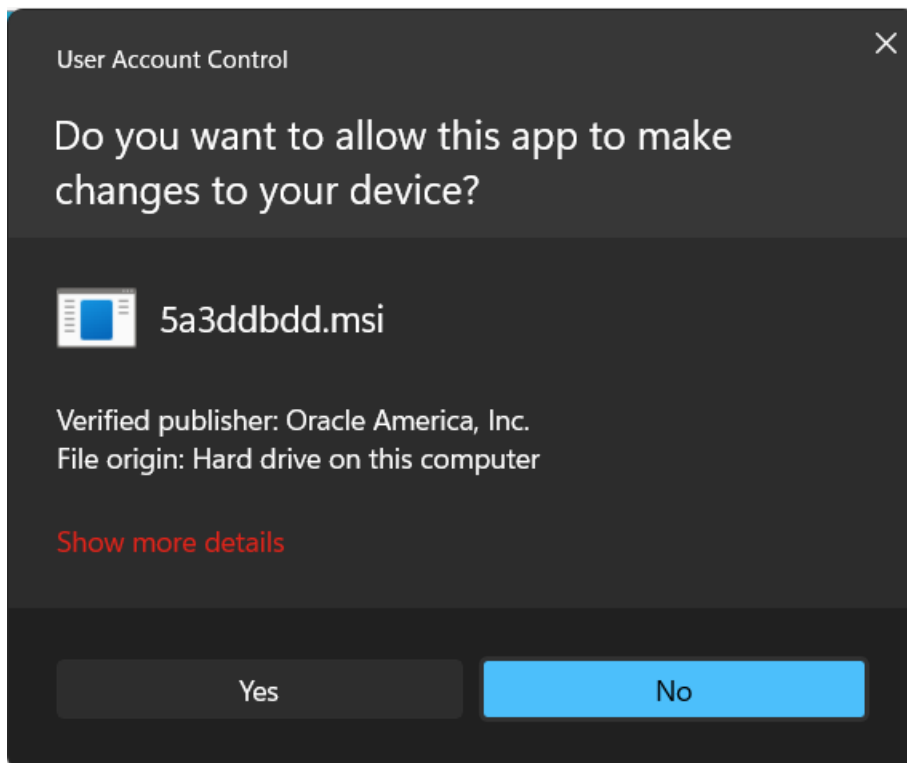 User Account Control
Do you want to allow this app to make
changes to your device?
5a3ddbdd.msi
Verified publisher: Oracle America, Inc.
File origin: Hard drive on this computer
Show more details
Yes
No